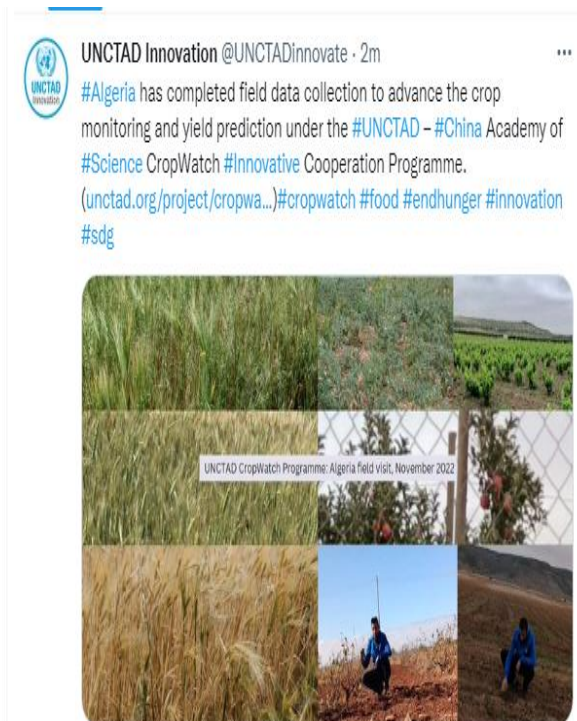 UNCTAD
Innovation
UNCTAD Innovation @UNCTADinnovate · 2m
#Algeria has completed field data collection to advance the crop
monitoring and yield prediction under the #UNCTAD – #China Academy of
#Science CropWatch #Innovative Cooperation Programme.
(unctad.org/project/cropwa...)#cropwatch #food #endhunger #innovation
#sdg
UNCTAD CropWatch Programme: Algeria field visit, November 2022